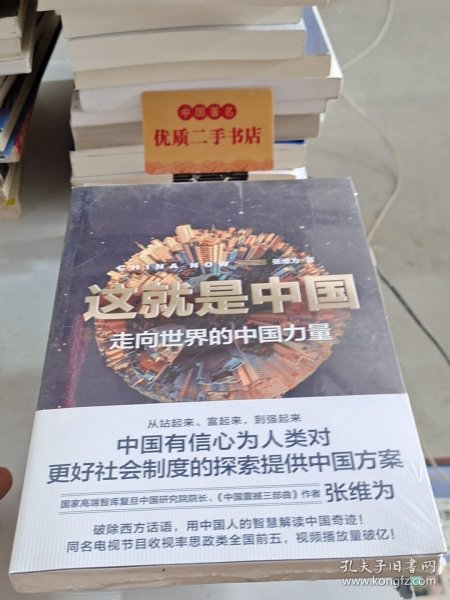 中国著名
优质二手书店
CHINA NOW
张维为 著
这就是中国
走向世界的中国力量
从站起来、富起来，到强起来
中国有信心为人类对
更好社会制度的探索提供中国方案
国家高端智库复旦中国研究院院长、《中国震撼三部曲》作者 张维为
破除西方话语，用中国人的智慧解读中国奇迹！
同名电视节目收视率思政类全国前五，视频播放量破亿！
孔夫子旧书网
www.kongfz.com